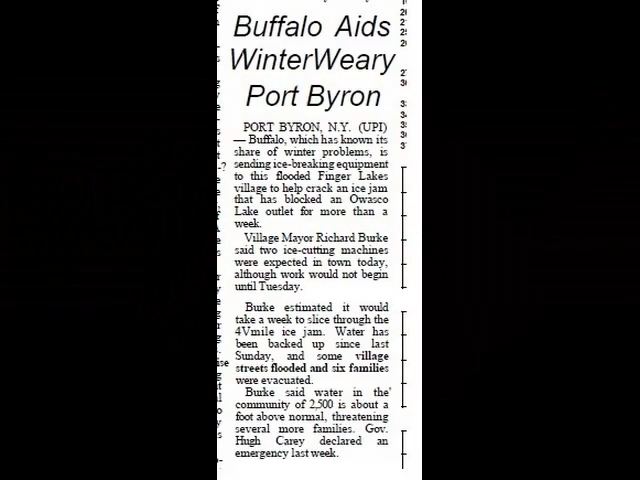 Buffalo Aids
WinterWeary
Port Byron
PORT BYRON, N.Y. (UPI)
— Buffalo, which has known its
share of winter problems, is
sending ice-breaking equipment
to this flooded Finger Lakes
village to help crack an ice jam
that has blocked an Owasco
Lake outlet for more than a
week.
Village Mayor Richard Burke
said two ice-cutting machines
were expected in town today,
although work would not begin
until Tuesday.
Burke estimated it would
take a week to slice through the
4Vmile ice jam. Water has
been backed up since last
Sunday, and some village
streets flooded and six families
were evacuated.
Burke said water in the'
community of 2,500 is about a
foot above normal, threatening
several more families. Gov.
Hugh Carey declared an
emergency last week.